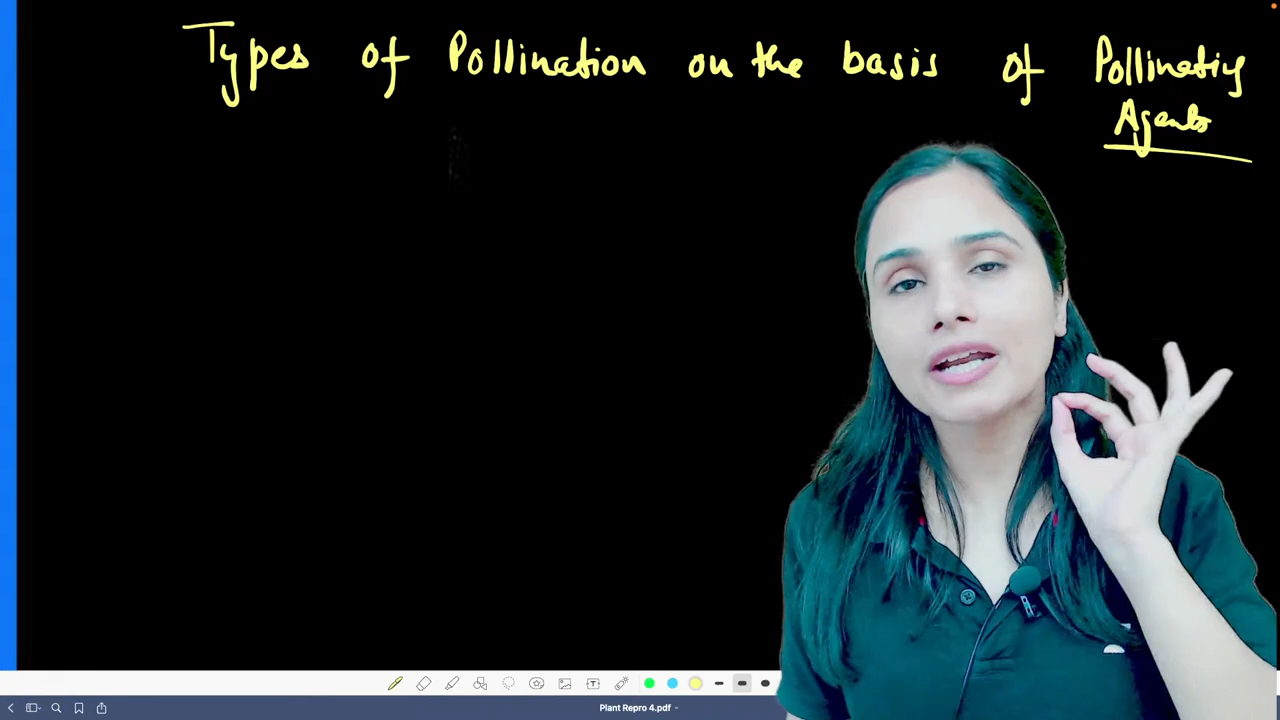 Types of Pollination on the basis of Pollinating
Agents
Plant Repro 4.pdf